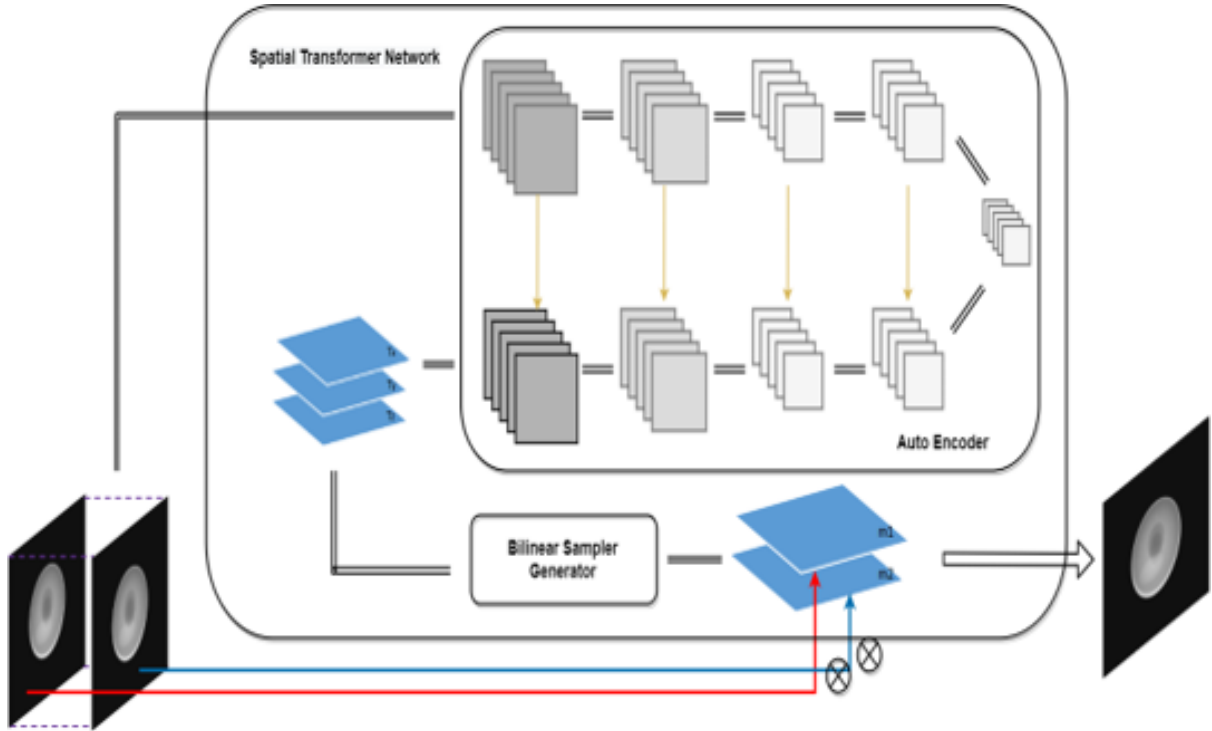 Spatial Transformer Network
Auto Encoder
Bilinear Sampler
Generator
m1
m2